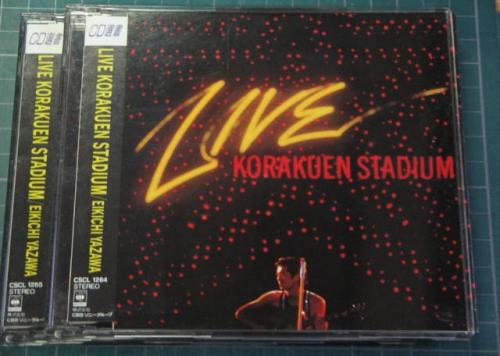 CD選書
LIVE KORAKUEN STADIUM EIKICHI YAZAWA
CSCL 1265
STEREO
CD選書
LIVE KORAKUEN STADIUM EIKICHI YAZAWA
CSCL 1264
STEREO
LIVE
KORAKUEN STADIUM